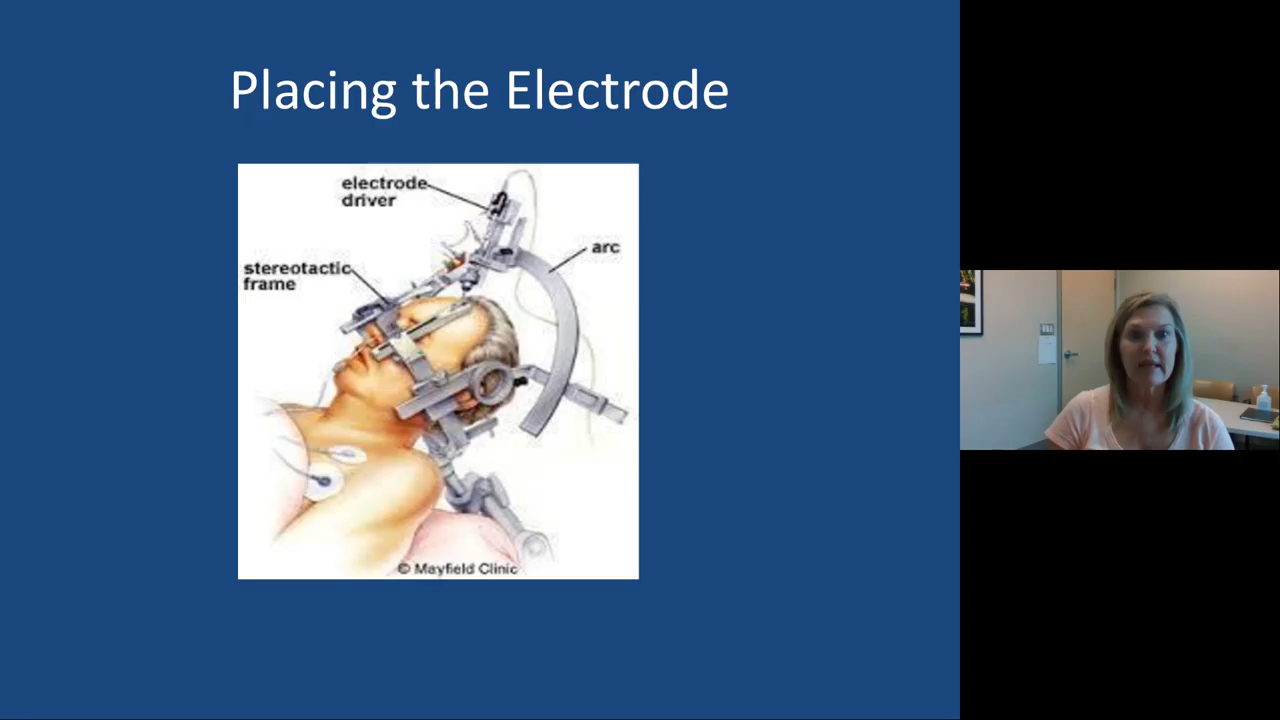 Placing the Electrode
electrode
driver
arc
stereotactic
frame
© Mayfield Clinic